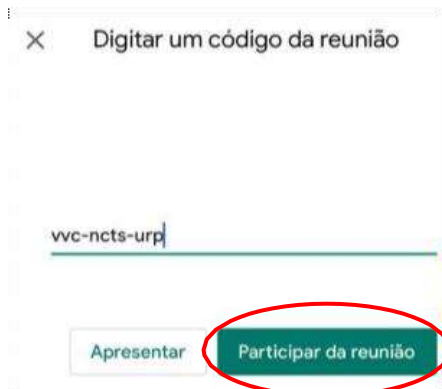 Digitar um código da reunião
vvc-ncts-urp
Apresentar Participar da reunião